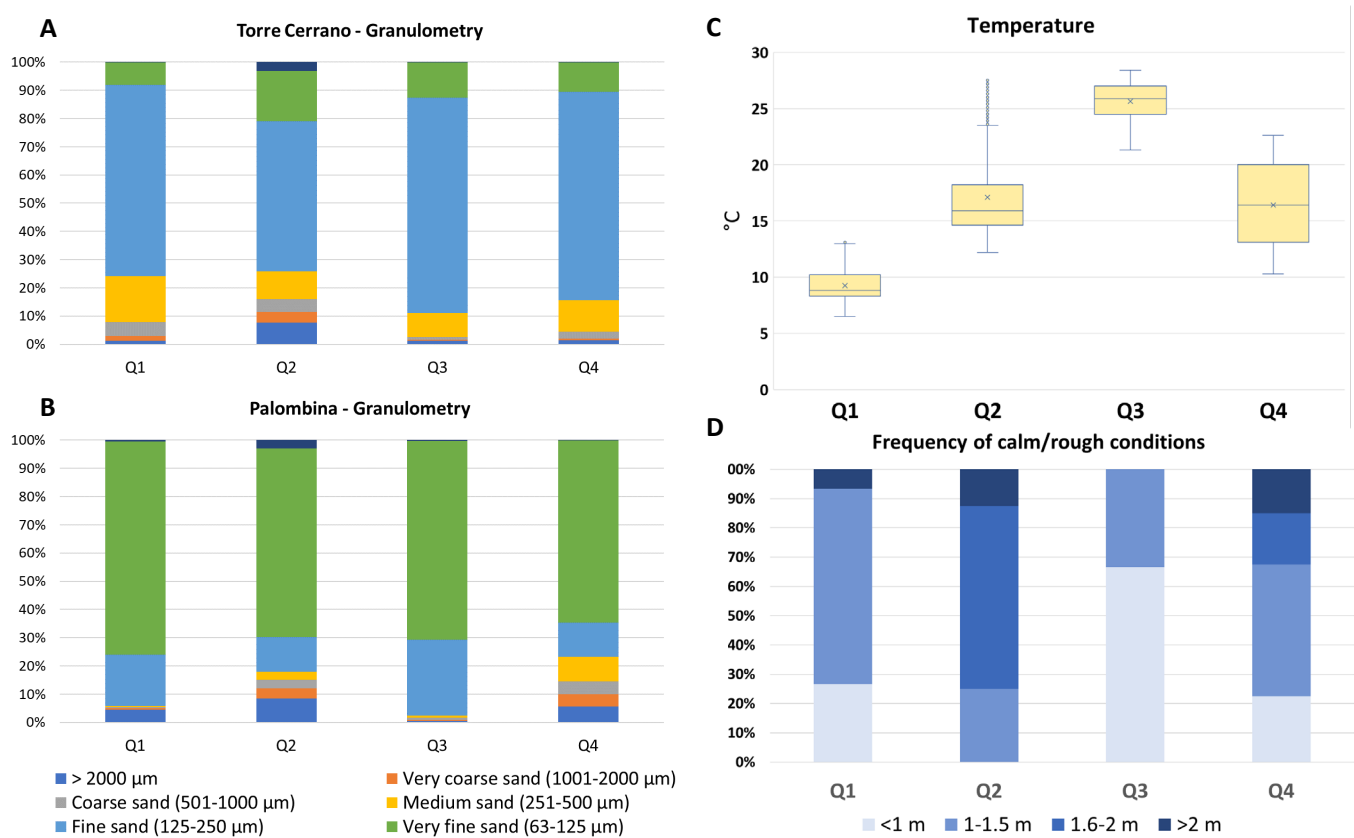 A
Torre Cerrano - Granulometry
100%
90%
80%
70%
60%
50%
40%
30%
20%
10%
0%
Q1 Q2 Q3 Q4
B
Palombina - Granulometry
100%
90%
80%
70%
60%
50%
40%
30%
20%
10%
0%
Q1 Q2 Q3 Q4
> 2000 μm
Very coarse sand (1001-2000 μm)
Coarse sand (501-1000 μm)
Medium sand (251-500 μm)
Fine sand (125-250 μm)
Very fine sand (63-125 μm)
C
Temperature
30
25
20
15
10
5
0
°C
Q1 Q2 Q3 Q4
D
Frequency of calm/rough conditions
00%
90%
80%
70%
60%
50%
40%
30%
20%
10%
0%
Q1 Q2 Q3 Q4
<1 m 1-1.5 m 1.6-2 m >2 m